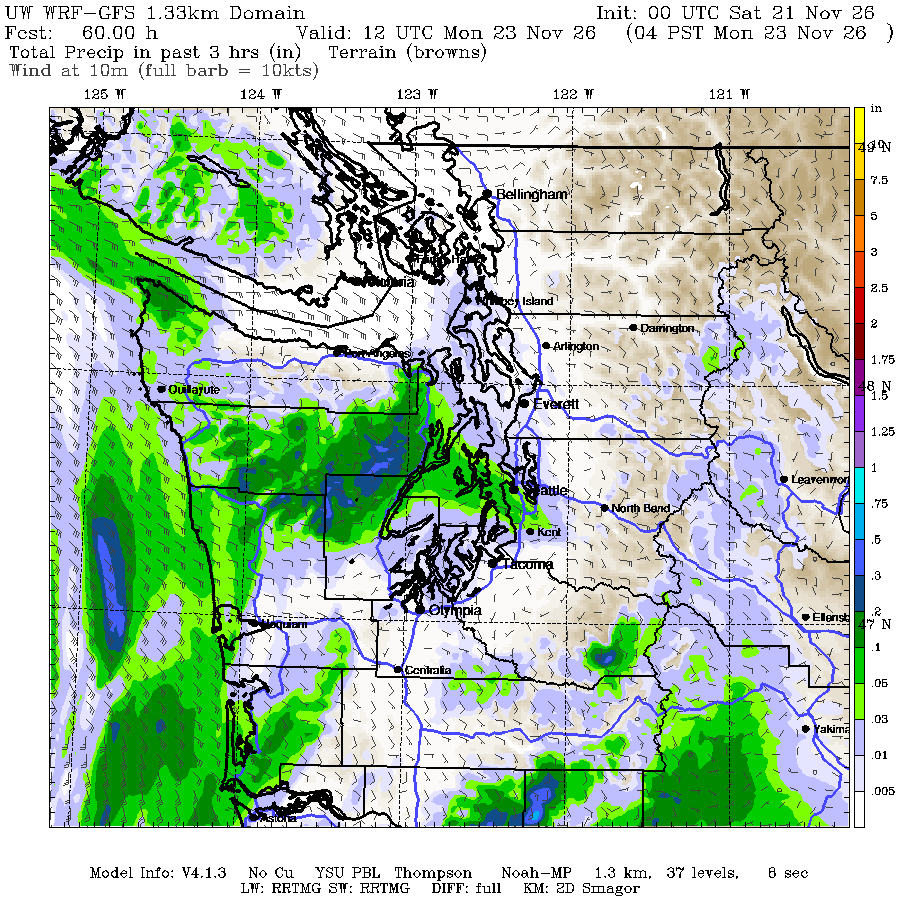 UW WRF-GFS 1.33km Domain Init: 00 UTC Sat 21 Nov 26
Fcst: 60.00 h Valid: 12 UTC Mon 23 Nov 26 (04 PST Mon 23 Nov 26 )
Total Precip in past 3 hrs (in) Terrain (browns)
Wind at 10m (full barb = 10kts)
125 W 124 W 123 W 122 W 121 W
in
49 N
Bellingham
7.5
5
3
Victoria
2.5
Whidbey Island
2
Darrington
Arlington
Port Angeles
1.75
48 N
Quillayute
1.5
Everett
1.25
1
Leavenwor
Seattle
.75
North Bend
Kent
.5
Tacoma
.3
Olympia
.2
Ellensb
47 N
Hoquiam
.1
Centralia
.05
.03
Yakima
.01
.005
Astoria
Model Info: V4.1.3 No Cu YSU PBL Thompson Noah-MP 1.3 km, 37 levels, 8 sec
LW: RRTMG SW: RRTMG DIFF: full KM: 2D Smagor